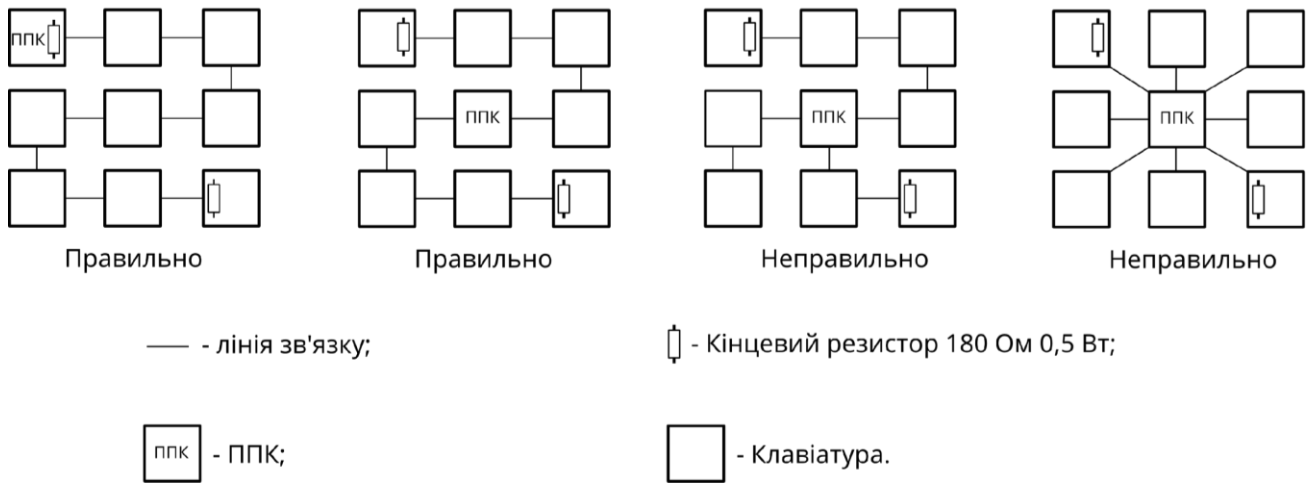 ППК
ППК
ППК
ППК
Правильно
Правильно
Неправильно
Неправильно
- лінія зв'язку;
- Кінцевий резистор 180 Ом 0,5 Вт;
ППК
- ППК;
- Клавіатура.